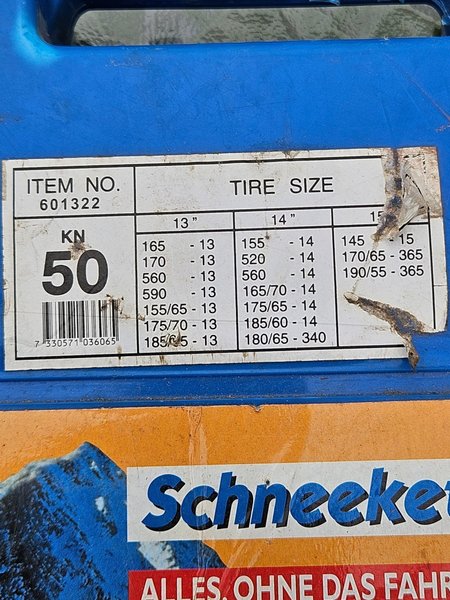 ITEM NO.
601322
TIRE SIZE
KN
50
7 330571 036065
13"
165 - 13
170 - 13
560 - 13
590 - 13
155/65 - 13
175/70 - 13
- 13
14"
155 - 14
520 - 14
560 - 14
165/70 - 14
175/65 - 14
185/60 - 14
180/65 - 340
15
145 - 15
170/65 - 365
190/55 - 365
Schneeket
ALLES, OHNE DAS FAHR